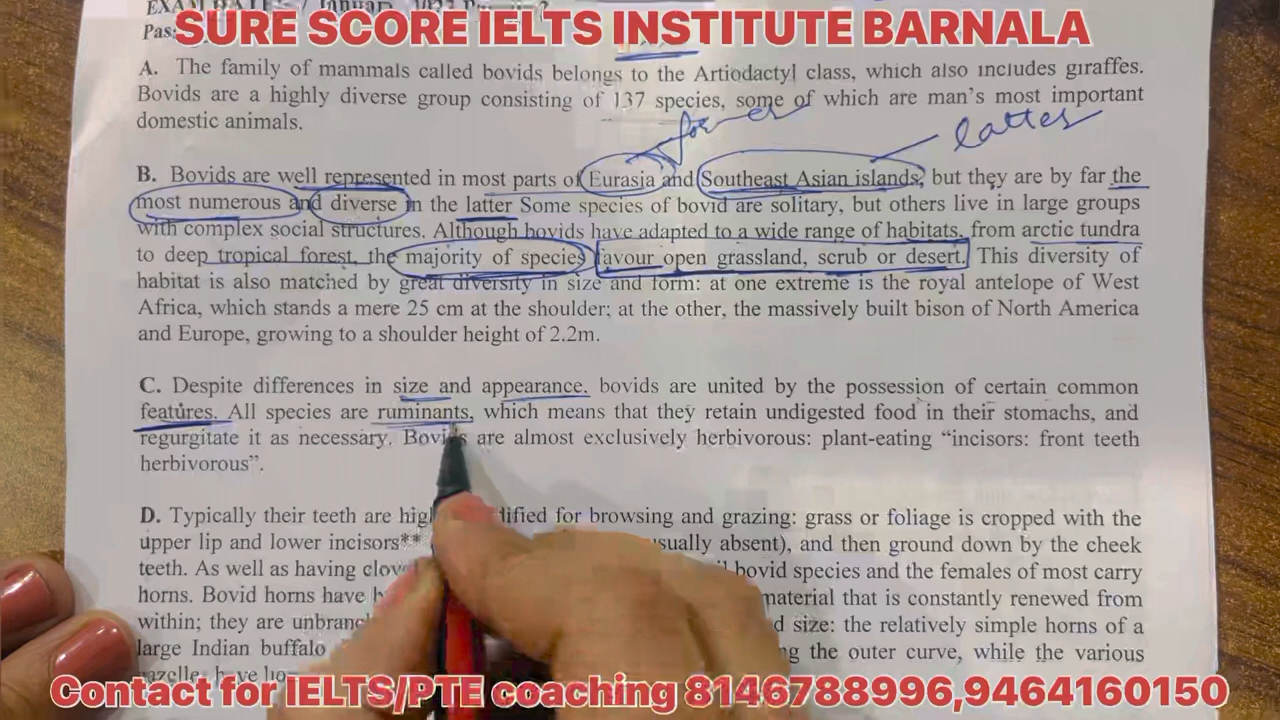 SURE SCORE IELTS INSTITUTE BARNALA
A. The family of mammals called bovids belongs to the Artiodactyl class, which also includes giraffes.
Bovids are a highly diverse group consisting of 137 species, some of which are man's most important
domestic animals.
former
latter
B. Bovids are well represented in most parts of Eurasia and Southeast Asian islands, but they are by far the
most numerous and diverse in the latter Some species of bovid are solitary, but others live in large groups
with complex social structures. Although bovids have adapted to a wide range of habitats, from arctic tundra
to deep tropical forest, the majority of species favour open grassland, scrub or desert. This diversity of
habitat is also matched by great diversity in size and form: at one extreme is the royal antelope of West
Africa, which stands a mere 25 cm at the shoulder; at the other, the massively built bison of North America
and Europe, growing to a shoulder height of 2.2m.
C. Despite differences in size and appearance. bovids are united by the possession of certain common
features. All species are ruminants, which means that they retain undigested food in their stomachs, and
regurgitate it as necessary. Bovids are almost exclusively herbivorous: plant-eating "incisors: front teeth
herbivorous".
D. Typically their teeth are for browsing and grazing: grass or foliage is cropped with the
upper lip and lower incisors** usually absent), and then ground down by the cheek
teeth. As well as having bovid species and the females of most carry
horns. Bovid horns have material that is constantly renewed from
within; they are size: the relatively simple horns of a
large Indian buffalo the outer curve, while the various
Contact for IELTS/PTE coaching 8146788996,9464160150